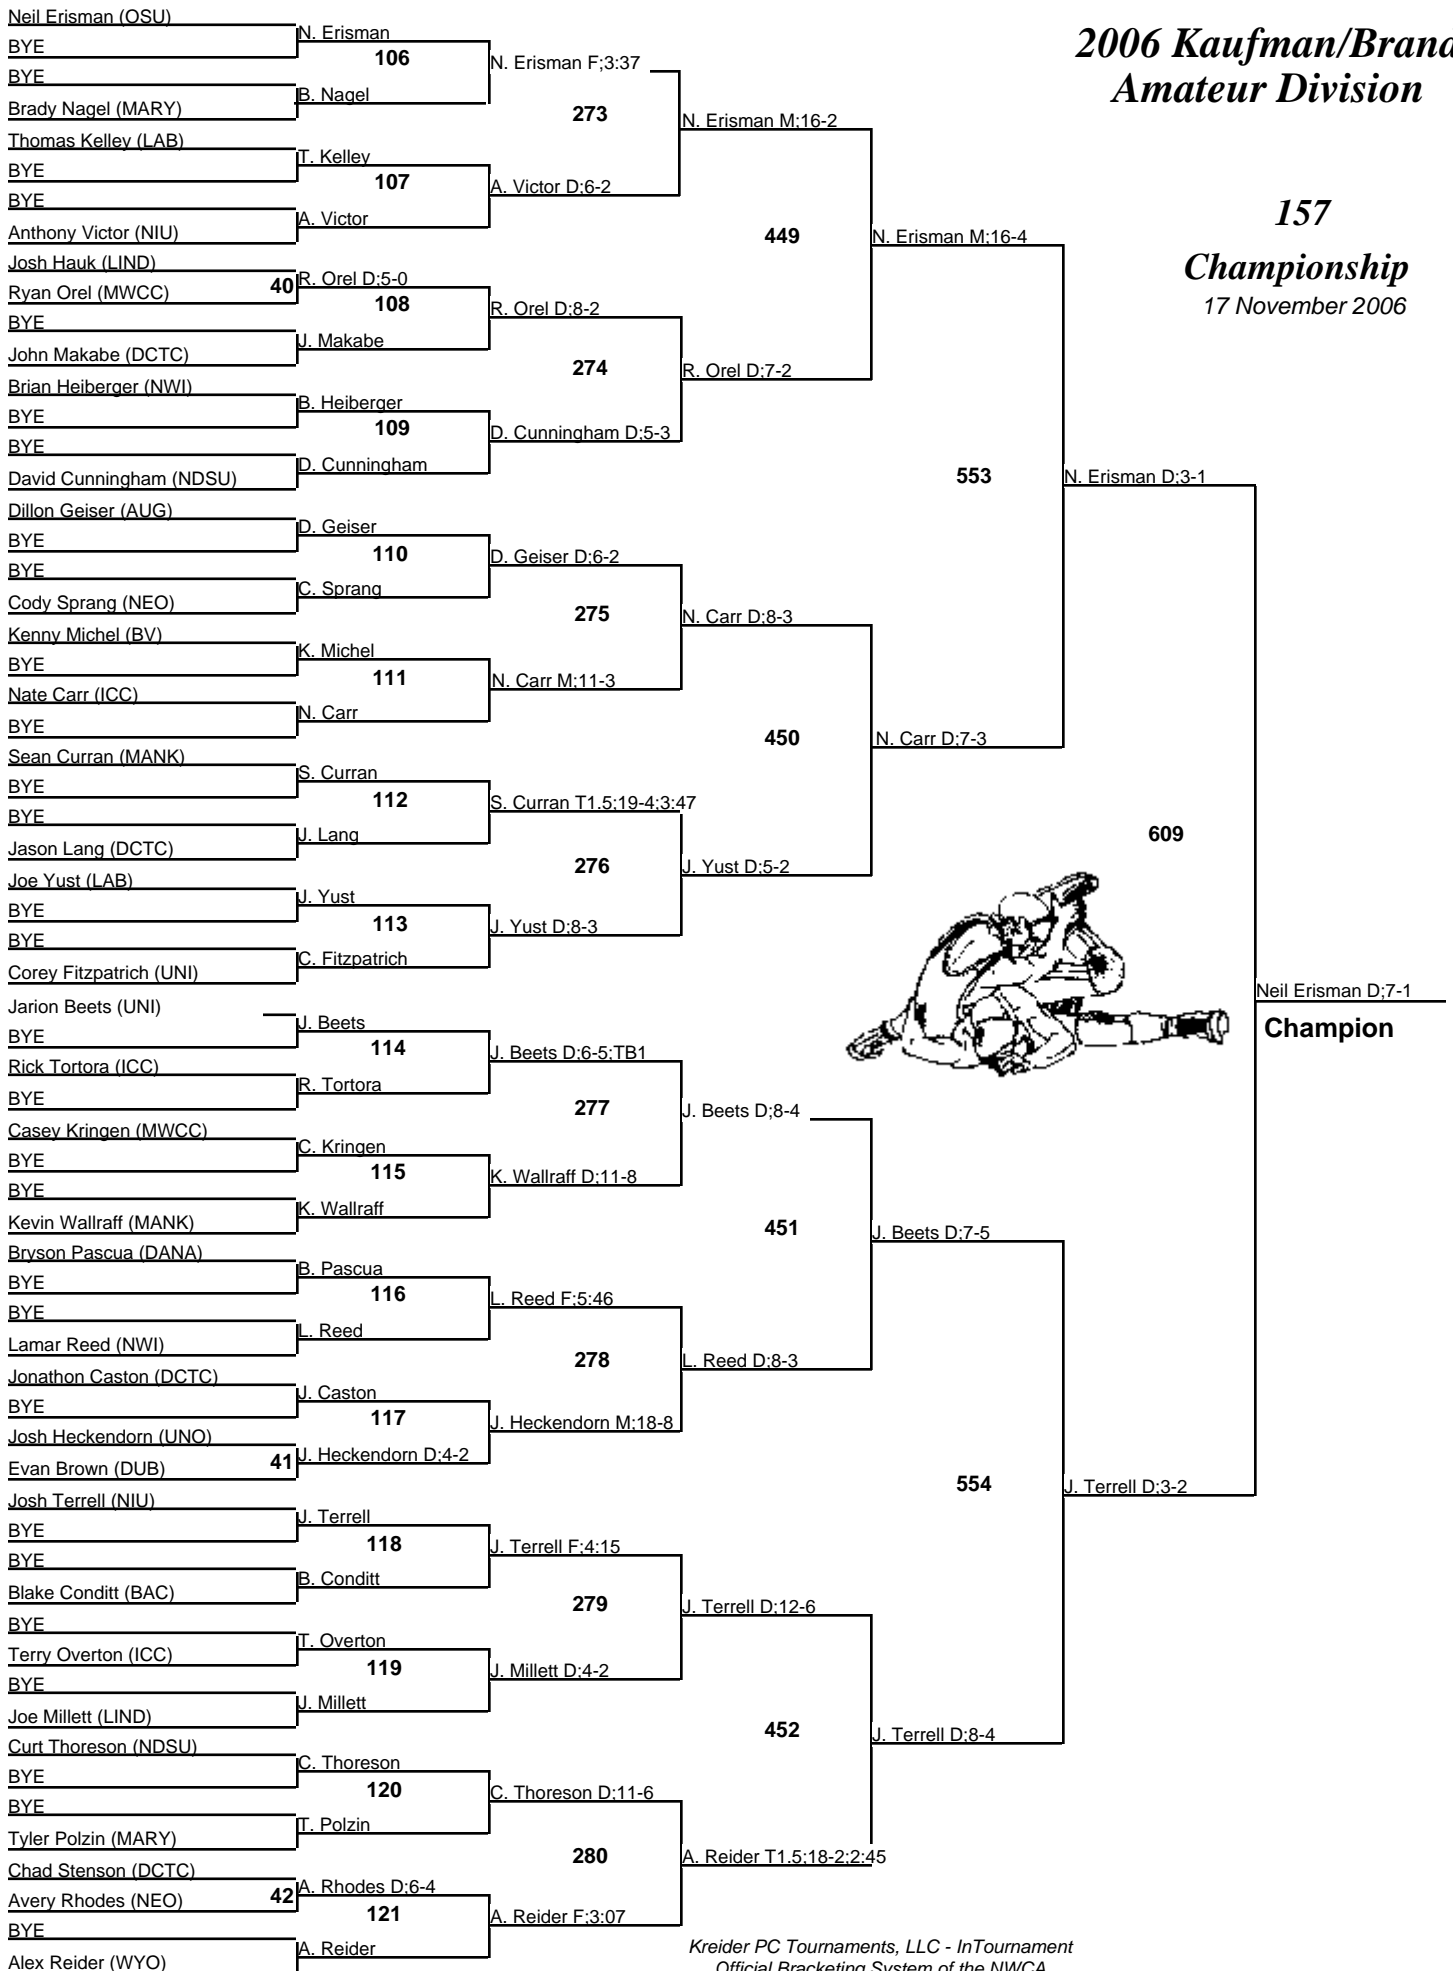 Neil Erisman (OSU)
BYE
BYE
Brady Nagel (MARY)
Thomas Kelley (LAB)
BYE
BYE
Anthony Victor (NIU)
Josh Hauk (LIND)
Ryan Orel (MWCC)
BYE
John Makabe (DCTC)
Brian Heiberger (NWI)
BYE
BYE
David Cunningham (NDSU)
Dillon Geiser (AUG)
BYE
BYE
Cody Sprang (NEO)
Kenny Michel (BV)
BYE
Nate Carr (ICC)
BYE
Sean Curran (MANK)
BYE
BYE
Jason Lang (DCTC)
Joe Yust (LAB)
BYE
BYE
Corey Fitzpatrich (UNI)
Jarion Beets (UNI)
BYE
Rick Tortora (ICC)
BYE
Casey Kringen (MWCC)
BYE
BYE
Kevin Wallraff (MANK)
Bryson Pascua (DANA)
BYE
BYE
Lamar Reed (NWI)
Jonathon Caston (DCTC)
BYE
Josh Heckendorn (UNO)
Evan Brown (DUB)
Josh Terrell (NIU)
BYE
BYE
Blake Conditt (BAC)
BYE
Terry Overton (ICC)
BYE
Joe Millett (LIND)
Curt Thoreson (NDSU)
BYE
BYE
Tyler Polzin (MARY)
Chad Stenson (DCTC)
Avery Rhodes (NEO)
BYE
Alex Reider (WYO)
40
41
42
N. Erisman
106
B. Nagel
T. Kelley
107
A. Victor
R. Orel D;5-0
108
J. Makabe
B. Heiberger
109
D. Cunningham
D. Geiser
110
C. Sprang
K. Michel
111
N. Carr
S. Curran
112
J. Lang
J. Yust
113
C. Fitzpatrich
J. Beets
114
R. Tortora
C. Kringen
115
K. Wallraff
B. Pascua
116
L. Reed
J. Caston
117
J. Heckendorn D;4-2
J. Terrell
118
B. Conditt
T. Overton
119
J. Millett
C. Thoreson
120
T. Polzin
A. Rhodes D;6-4
121
A. Reider
N. Erisman F;3:37
273
A. Victor D;6-2
R. Orel D;8-2
274
D. Cunningham D;5-3
D. Geiser D;6-2
275
N. Carr M;11-3
S. Curran T1.5;19-4;3:47
276
J. Yust D;8-3
J. Beets D;6-5;TB1
277
K. Wallraff D;11-8
L. Reed F;5:46
278
J. Heckendorn M;18-8
J. Terrell F;4:15
279
J. Millett D;4-2
C. Thoreson D;11-6
280
A. Reider F;3:07
N. Erisman M;16-2
449
R. Orel D;7-2
N. Carr D;8-3
450
J. Yust D;5-2
J. Beets D;8-4
451
L. Reed D;8-3
J. Terrell D;12-6
452
A. Reider T1.5;18-2;2:45
N. Erisman M;16-4
553
N. Carr D;7-3
J. Beets D;7-5
554
J. Terrell D;8-4
N. Erisman D;3-1
609
J. Terrell D;3-2
Neil Erisman D;7-1
Champion
2006 Kaufman/Brand
Amateur Division
157
Championship
17 November 2006
Kreider PC Tournaments, LLC - InTournament
Official Bracketing System of the NWCA